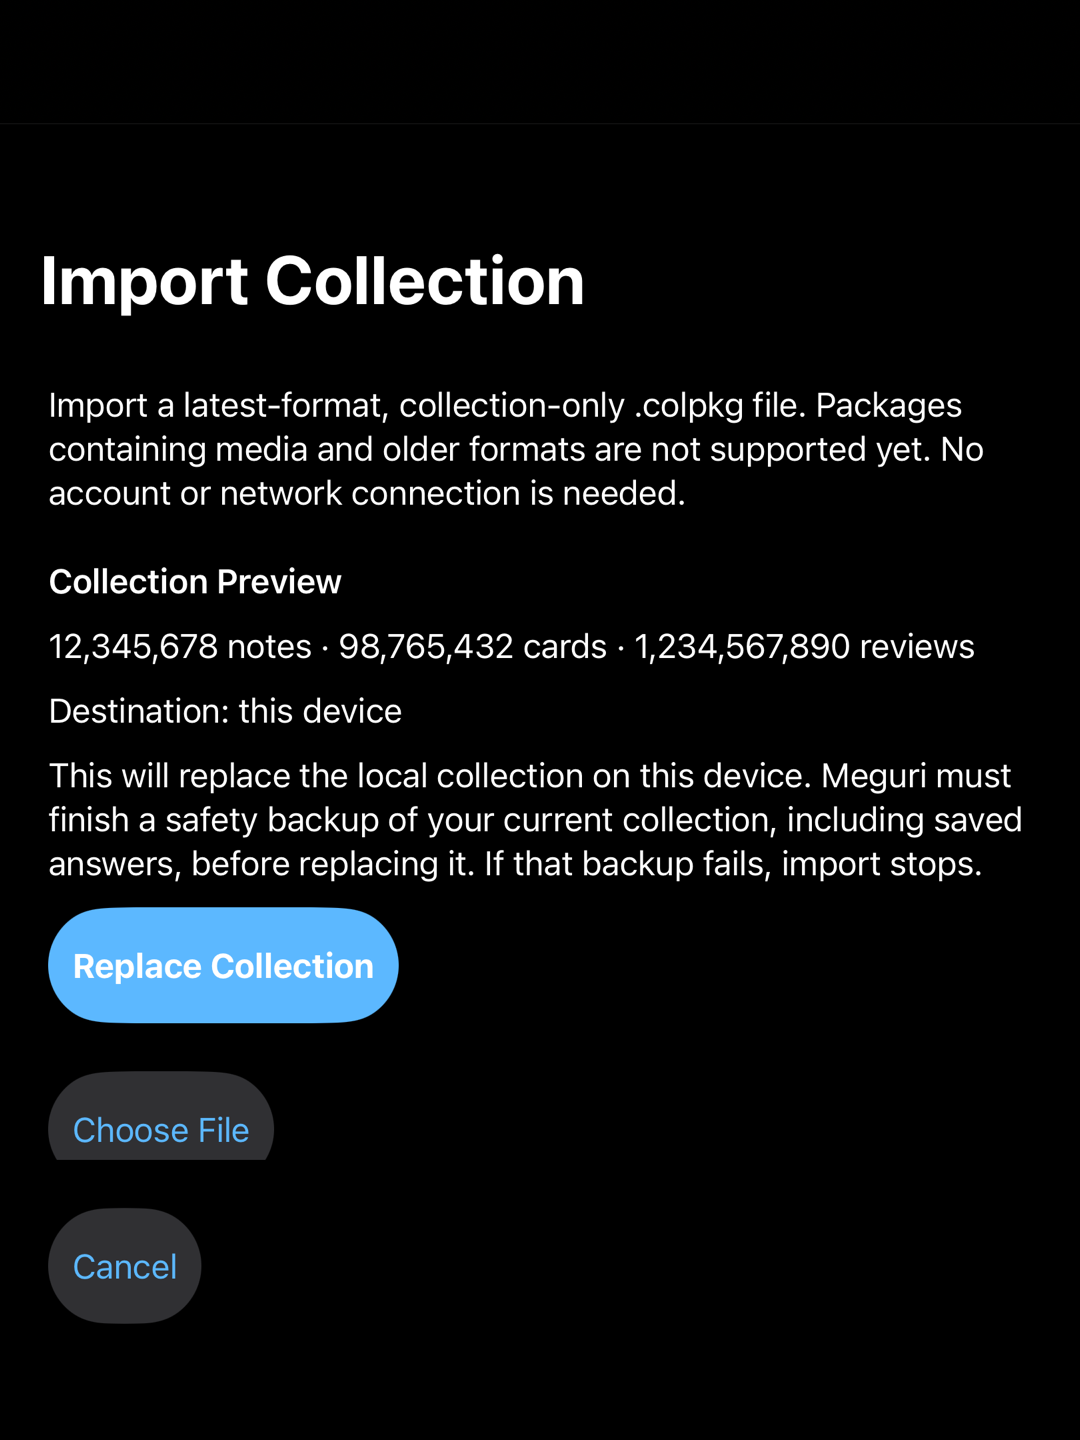 Import Collection
Import a latest-format, collection-only .colpkg file. Packages
containing media and older formats are not supported yet. No
account or network connection is needed.
Collection Preview
12,345,678 notes · 98,765,432 cards · 1,234,567,890 reviews
Destination: this device
This will replace the local collection on this device. Meguri must
finish a safety backup of your current collection, including saved
answers, before replacing it. If that backup fails, import stops.
Replace Collection
Choose File
Cancel